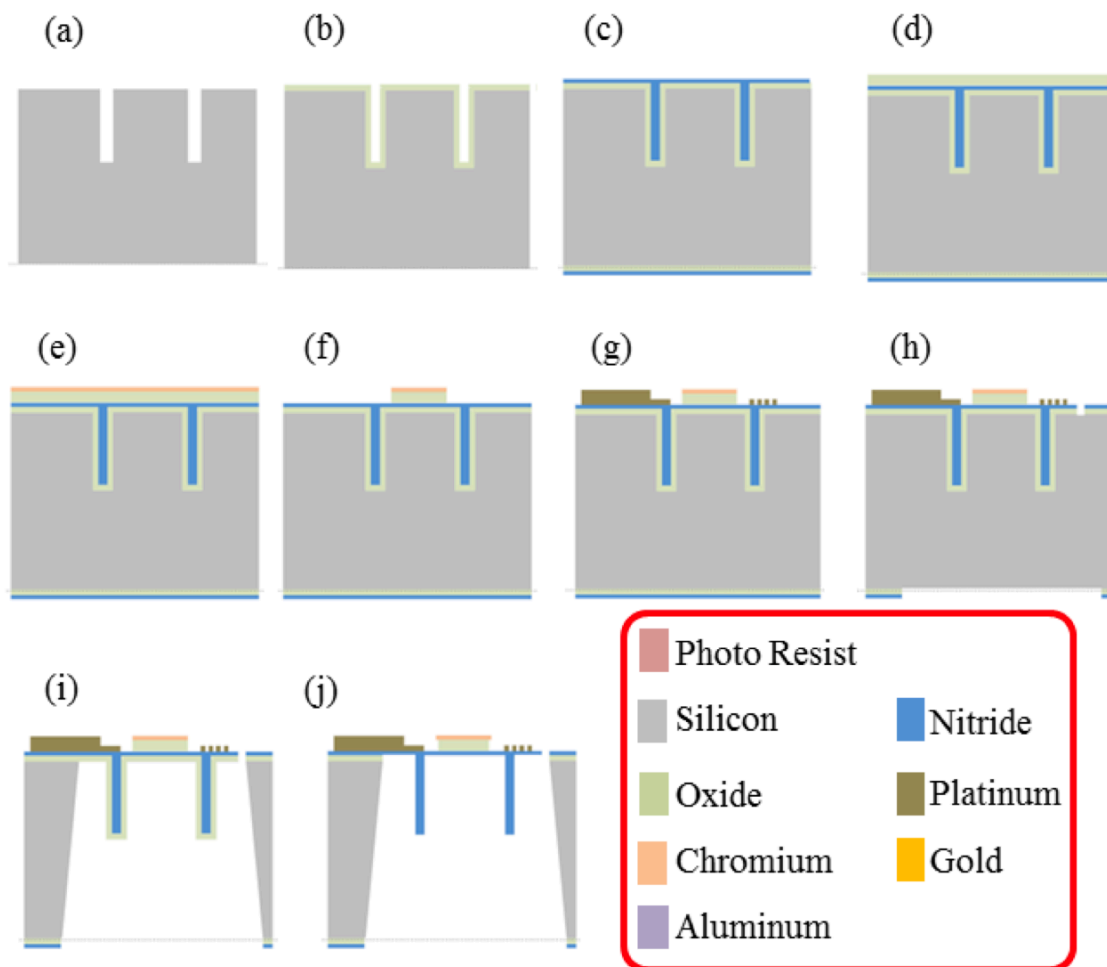 (a) (b) (c) (d)
(e) (f) (g) (h)
(i) (j)
Photo Resist
Silicon Nitride
Oxide Platinum
Chromium Gold
Aluminum